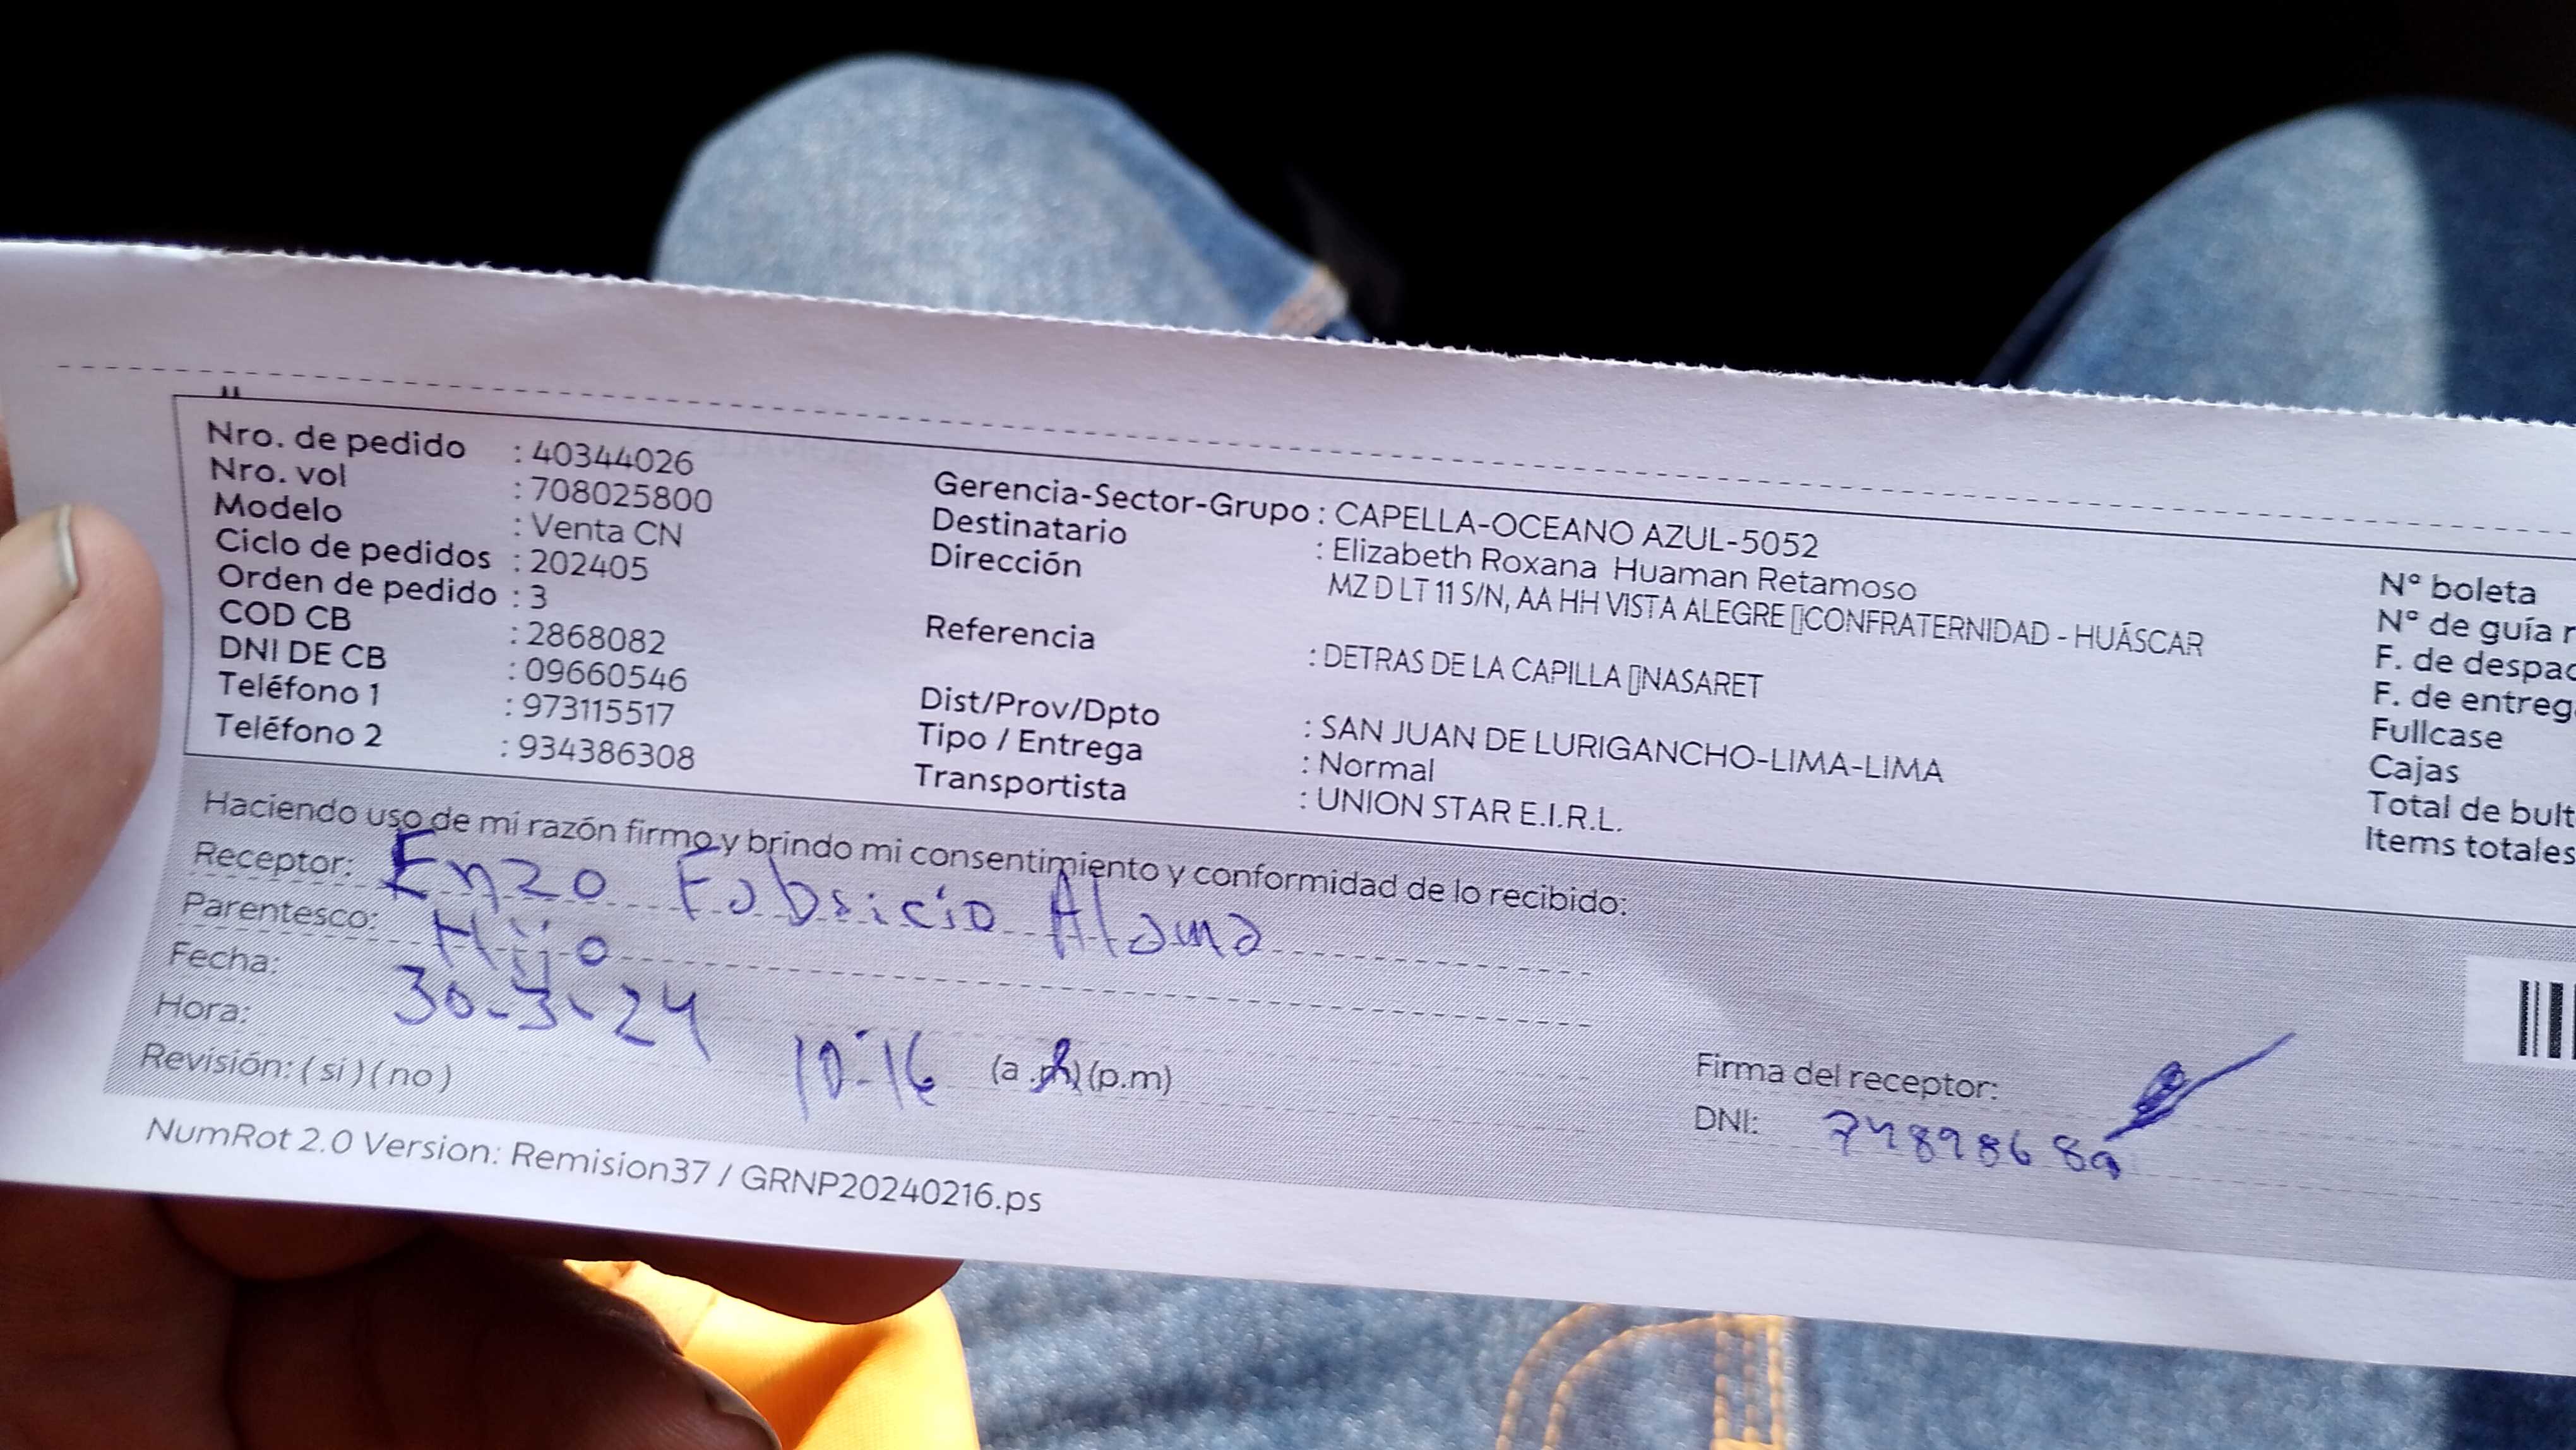 Nro. de pedido : 40344026
Nro. vol : 708025800
Modelo : Venta CN
Ciclo de pedidos : 202405
Orden de pedido : 3
COD CB : 2868082
DNI DE CB : 09660546
Teléfono 1 : 973115517
Teléfono 2 : 934386308
Gerencia-Sector-Grupo : CAPELLA-OCEANO AZUL-5052
Destinatario : Elizabeth Roxana Huaman Retamoso
Dirección MZ D LT 11 S/N, AA HH VISTA ALEGRE ▯CONFRATERNIDAD - HUÁSCAR
Referencia : DETRAS DE LA CAPILLA ▯NASARET
Dist/Prov/Dpto : SAN JUAN DE LURIGANCHO-LIMA-LIMA
Tipo / Entrega : Normal
Transportista : UNION STAR E.I.R.L.
N° boleta
N° de guía
F. de
F. de
Fullcase
Cajas
Total de
Items totales
Haciendo uso de mi razón firmo y brindo mi consentimiento y conformidad de lo recibido:
Receptor: Enzo Fabricio Alama
Parentesco: Hijo
Fecha: 30-3-24
Hora: 10:16 (a.m) (p.m)
Revisión: ( si ) ( no )
Firma del receptor:
DNI:
NumRot 2.0 Version: Remision37 / GRNP20240216.ps